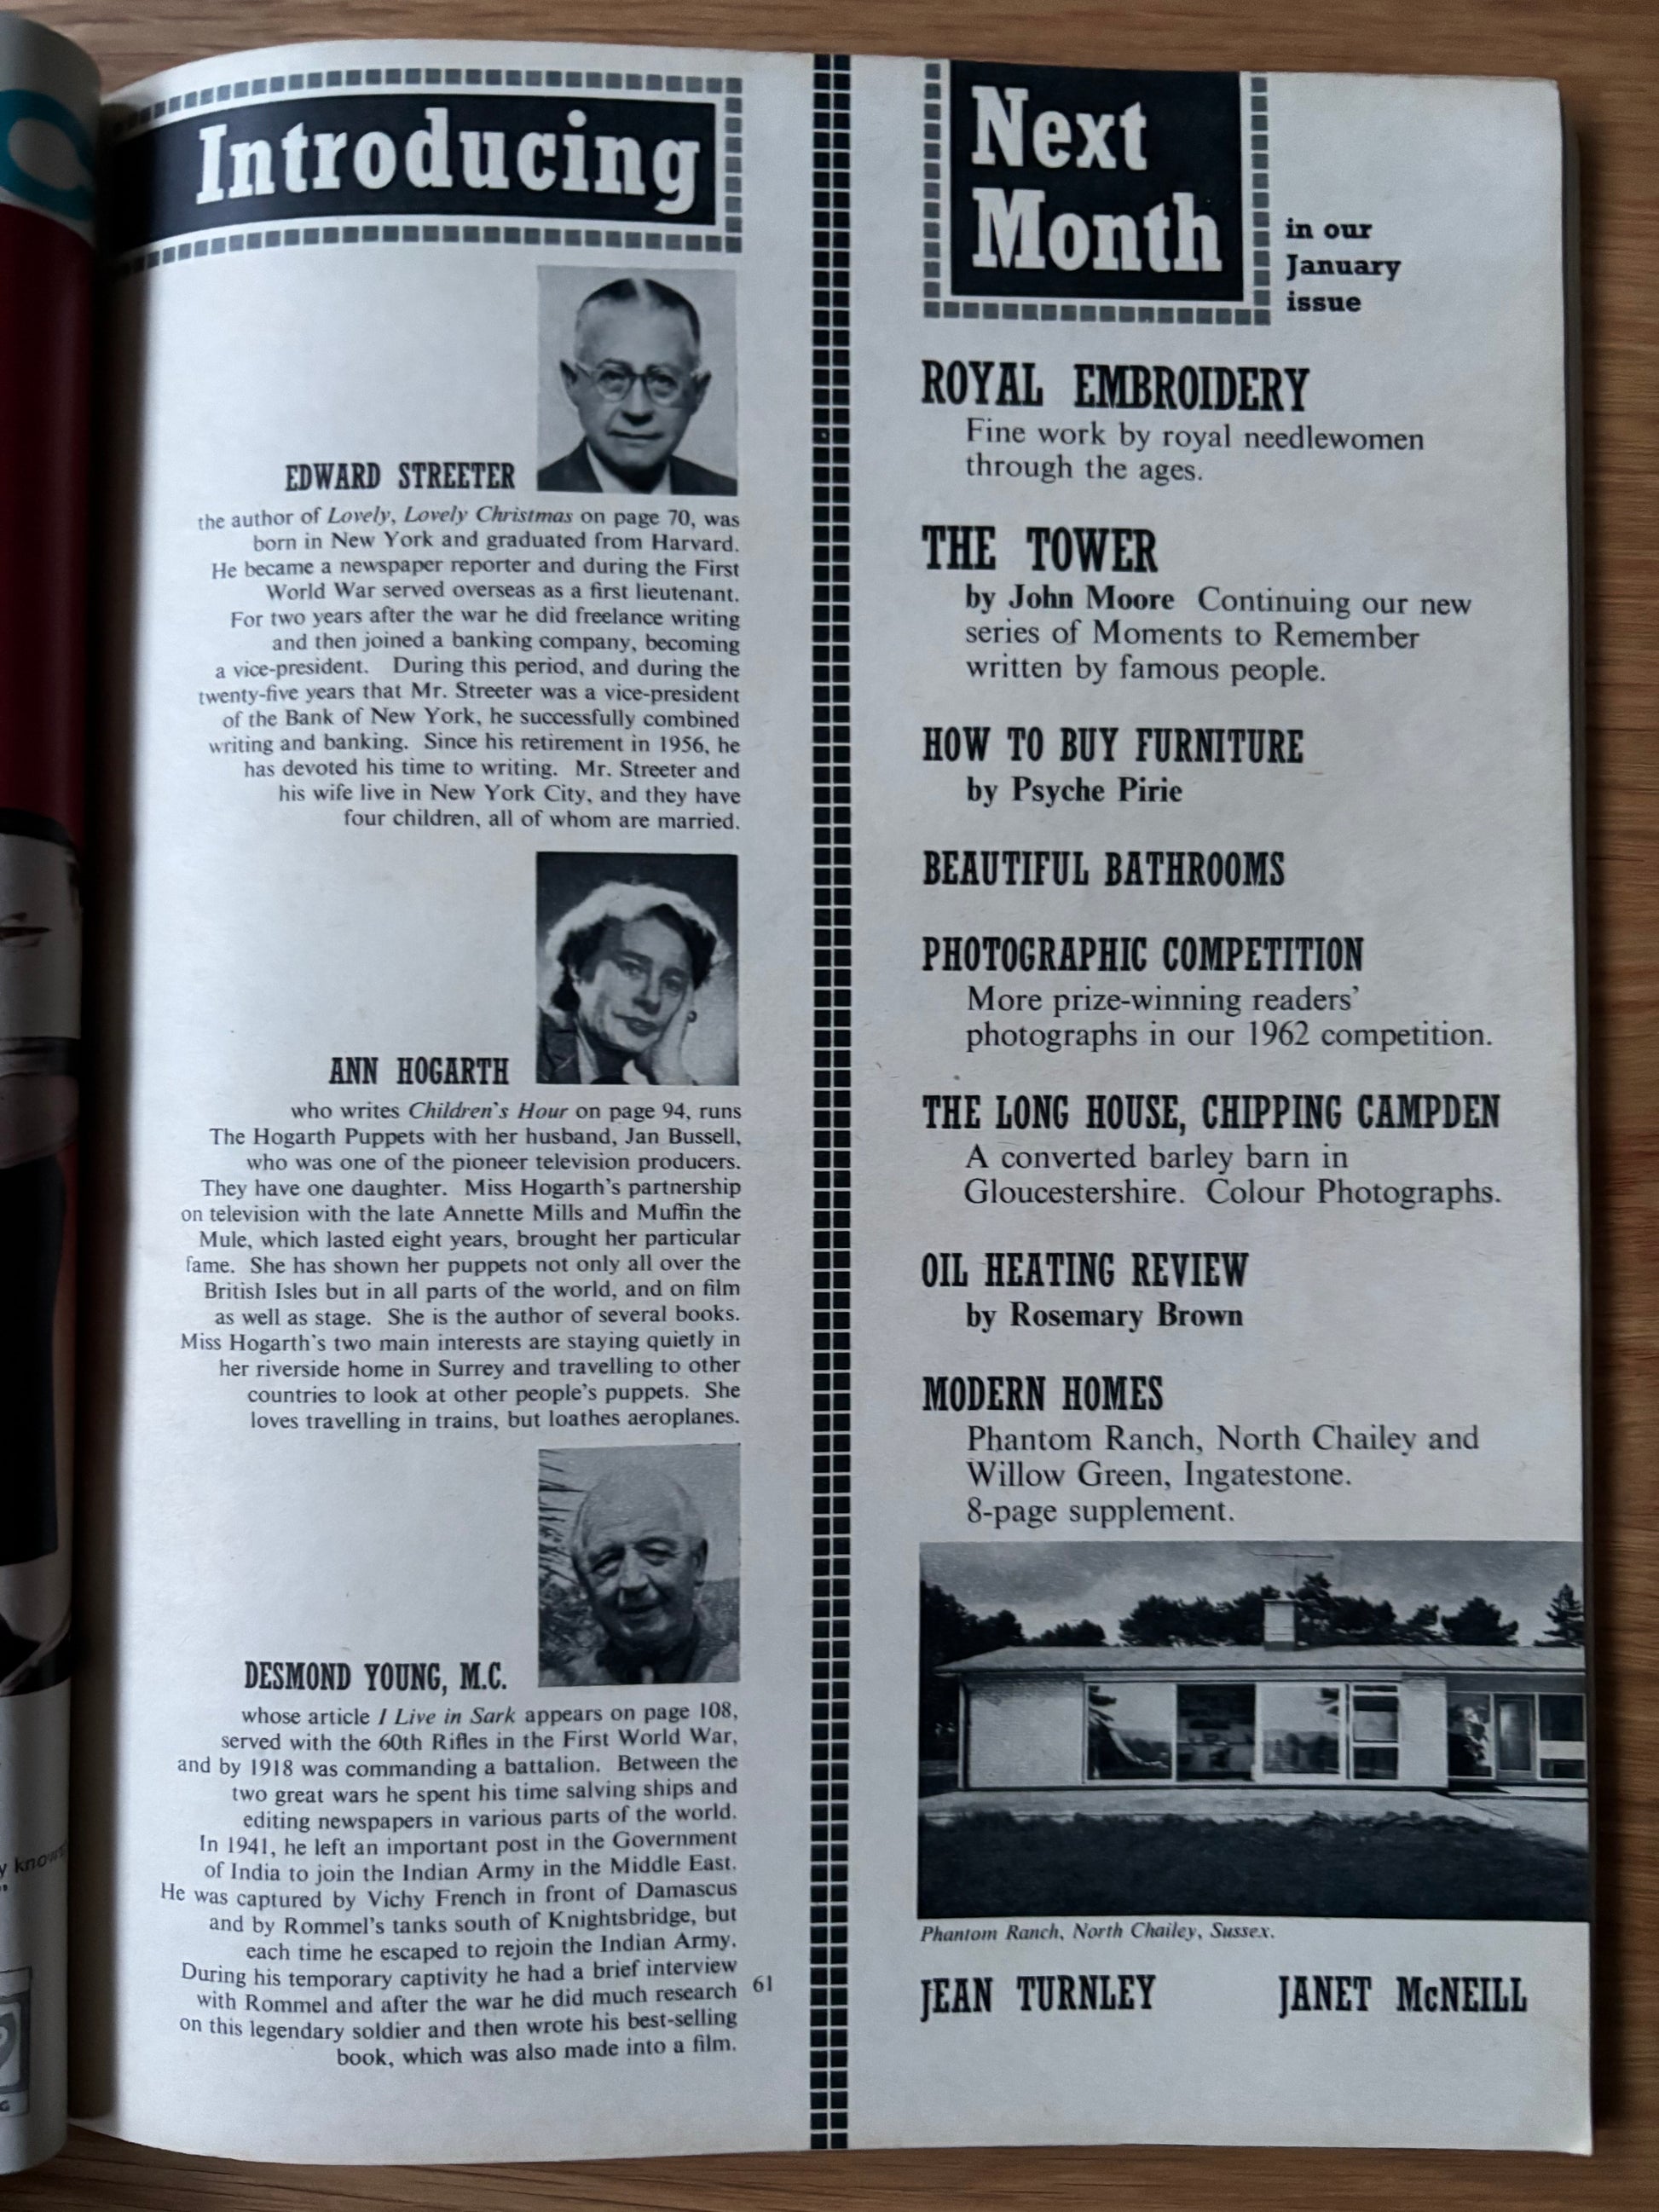 Introducing
EDWARD STREETER
the author of Lovely, Lovely Christmas on page 70, was
born in New York and graduated from Harvard.
He became a newspaper reporter and during the First
World War served overseas as a first lieutenant.
For two years after the war he did freelance writing
and then joined a banking company, becoming
a vice-president. During this period, and during the
twenty-five years that Mr. Streeter was a vice-president
of the Bank of New York, he successfully combined
writing and banking. Since his retirement in 1956, he
has devoted his time to writing. Mr. Streeter and
his wife live in New York City, and they have
four children, all of whom are married.
ANN HOGARTH
who writes Children's Hour on page 94, runs
The Hogarth Puppets with her husband, Jan Bussell,
who was one of the pioneer television producers.
They have one daughter. Miss Hogarth's partnership
on television with the late Annette Mills and Muffin the
Mule, which lasted eight years, brought her particular
fame. She has shown her puppets not only all over the
British Isles but in all parts of the world, and on film
as well as stage. She is the author of several books.
Miss Hogarth's two main interests are staying quietly in
her riverside home in Surrey and travelling to other
countries to look at other people's puppets. She
loves travelling in trains, but loathes aeroplanes.
DESMOND YOUNG, M.C.
whose article I Live in Sark appears on page 108,
served with the 60th Rifles in the First World War,
and by 1918 was commanding a battalion. Between the
two great wars he spent his time salving ships and
editing newspapers in various parts of the world.
In 1941, he left an important post in the Government
of India to join the Indian Army in the Middle East.
He was captured by Vichy French in front of Damascus
and by Rommel's tanks south of Knightsbridge, but
each time he escaped to rejoin the Indian Army.
During his temporary captivity he had a brief interview
with Rommel and after the war he did much research
on this legendary soldier and then wrote his best-selling
book, which was also made into a film.
61
Next
Month
in our
January
issue
ROYAL EMBROIDERY
Fine work by royal needlewomen
through the ages.
THE TOWER
by John Moore Continuing our new
series of Moments to Remember
written by famous people.
HOW TO BUY FURNITURE
by Psyche Pirie
BEAUTIFUL BATHROOMS
PHOTOGRAPHIC COMPETITION
More prize-winning readers'
photographs in our 1962 competition.
THE LONG HOUSE, CHIPPING CAMPDEN
A converted barley barn in
Gloucestershire. Colour Photographs.
OIL HEATING REVIEW
by Rosemary Brown
MODERN HOMES
Phantom Ranch, North Chailey and
Willow Green, Ingatestone.
8-page supplement.
Phantom Ranch, North Chailey, Sussex.
JEAN TURNLEY JANET McNEILL